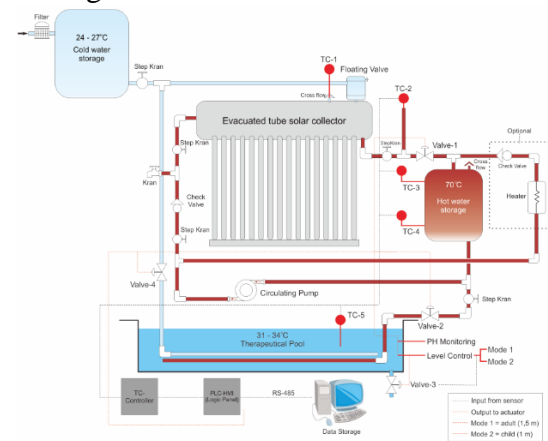 Filter
24 - 27°C
Cold water
storage
Step Kran
TC-1
Floating Valve
Cross flow
TC-2
Evacuated tube solar collector
Step Kran
Valve-1
Optional
Step Kran
Kran
Cross
flow
Check Valve
TC-3
70°C
Hot water
storage
Heater
Check
Valve
TC-4
Step Kran
Valve-4
Circulating Pump
Step Kran
TC-5
Valve-2
31 - 34°C
Therapeutical Pool
PH Monitoring
Level Control
Mode 1
Mode 2
Valve-3
TC-
Controller
PLC HMI
(Logic Panel)
RS-485
Data Storage
Input from sensor
Output to actuator
Mode 1 = adult (1,5 m)
Mode 2 = child (1 m)